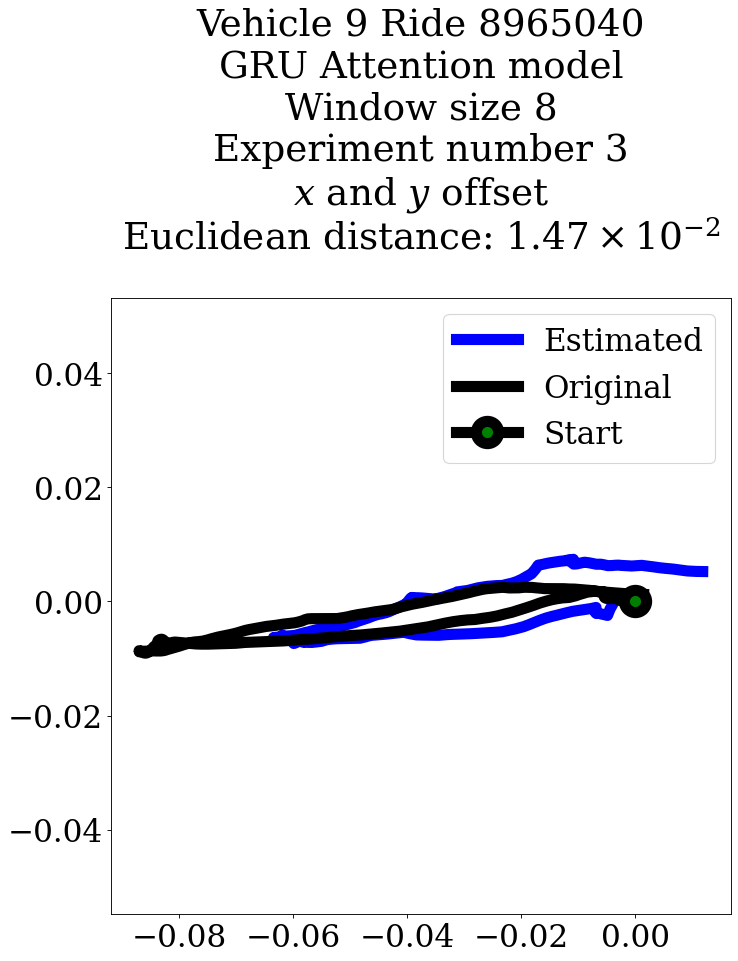 Vehicle 9 Ride 8965040
GRU Attention model
Window size 8
Experiment number 3
x and y offset
Euclidean distance: 1.47 × 10⁻²
Estimated
Original
Start
0.04
0.02
0.00
−0.02
−0.04
−0.08
−0.06
−0.04
−0.02
0.00